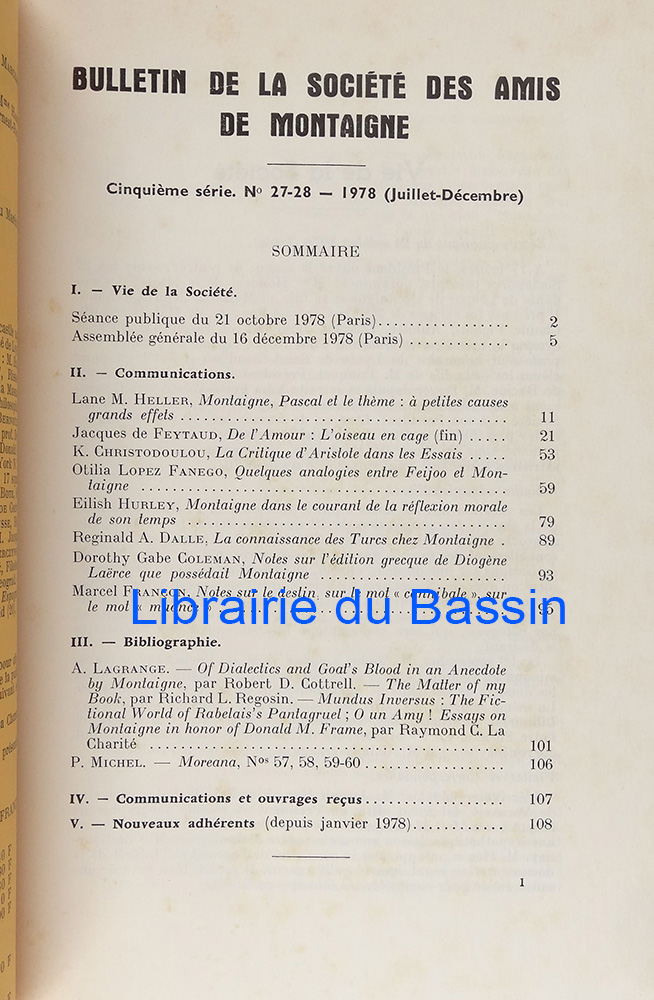 BULLETIN DE LA SOCIÉTÉ DES AMIS
DE MONTAIGNE
Cinquième série. Nº 27-28 — 1978 (Juillet-Décembre)
SOMMAIRE
I. — Vie de la Société.
Séance publique du 21 octobre 1978 (Paris)................. 2
Assemblée générale du 16 décembre 1978 (Paris) ............. 5
II. — Communications.
Lane M. HELLER, Montaigne, Pascal et le thème : à petites causes
grands effets ............................................. 11
Jacques de FEYTAUD, De l'Amour : L'oiseau en cage (fin) ..... 21
K. CHRISTODOULOU, La Critique d'Aristote dans les Essais ..... 53
Otilia LOPEZ FANEGO, Quelques analogies entre Feijoo et Mon-
taigne .................................................. 59
Eilish HURLEY, Montaigne dans le courant de la réflexion morale
de son temps ............................................ 79
Reginald A. DALLE, La connaissance des Turcs chez Montaigne . 89
Dorothy Gabe COLEMAN, Notes sur l'édition grecque de Diogène
Laërce que possédait Montaigne ........................ 93
Marcel FRANÇON, Notes sur le destin, sur le mot « cannibale », sur
le mot « nuance » ........................................ 95
Librairie du Bassin
III. — Bibliographie.
A. LAGRANGE. — Of Dialectics and Goat's Blood in an Anecdote
by Montaigne, par Robert D. Cottrell. — The Matter of my
Book, par Richard L. Regosin. — Mundus Inversus : The Fic-
tional World of Rabelais's Pantagruel ; O un Amy ! Essays on
Montaigne in honor of Donald M. Frame, par Raymond C. La
Charité .............................................. 101
P. MICHEL. — Moreana, Nos 57, 58, 59-60 .................. 106
IV. — Communications et ouvrages reçus.................. 107
V. — Nouveaux adhérents (depuis janvier 1978)............ 108
1